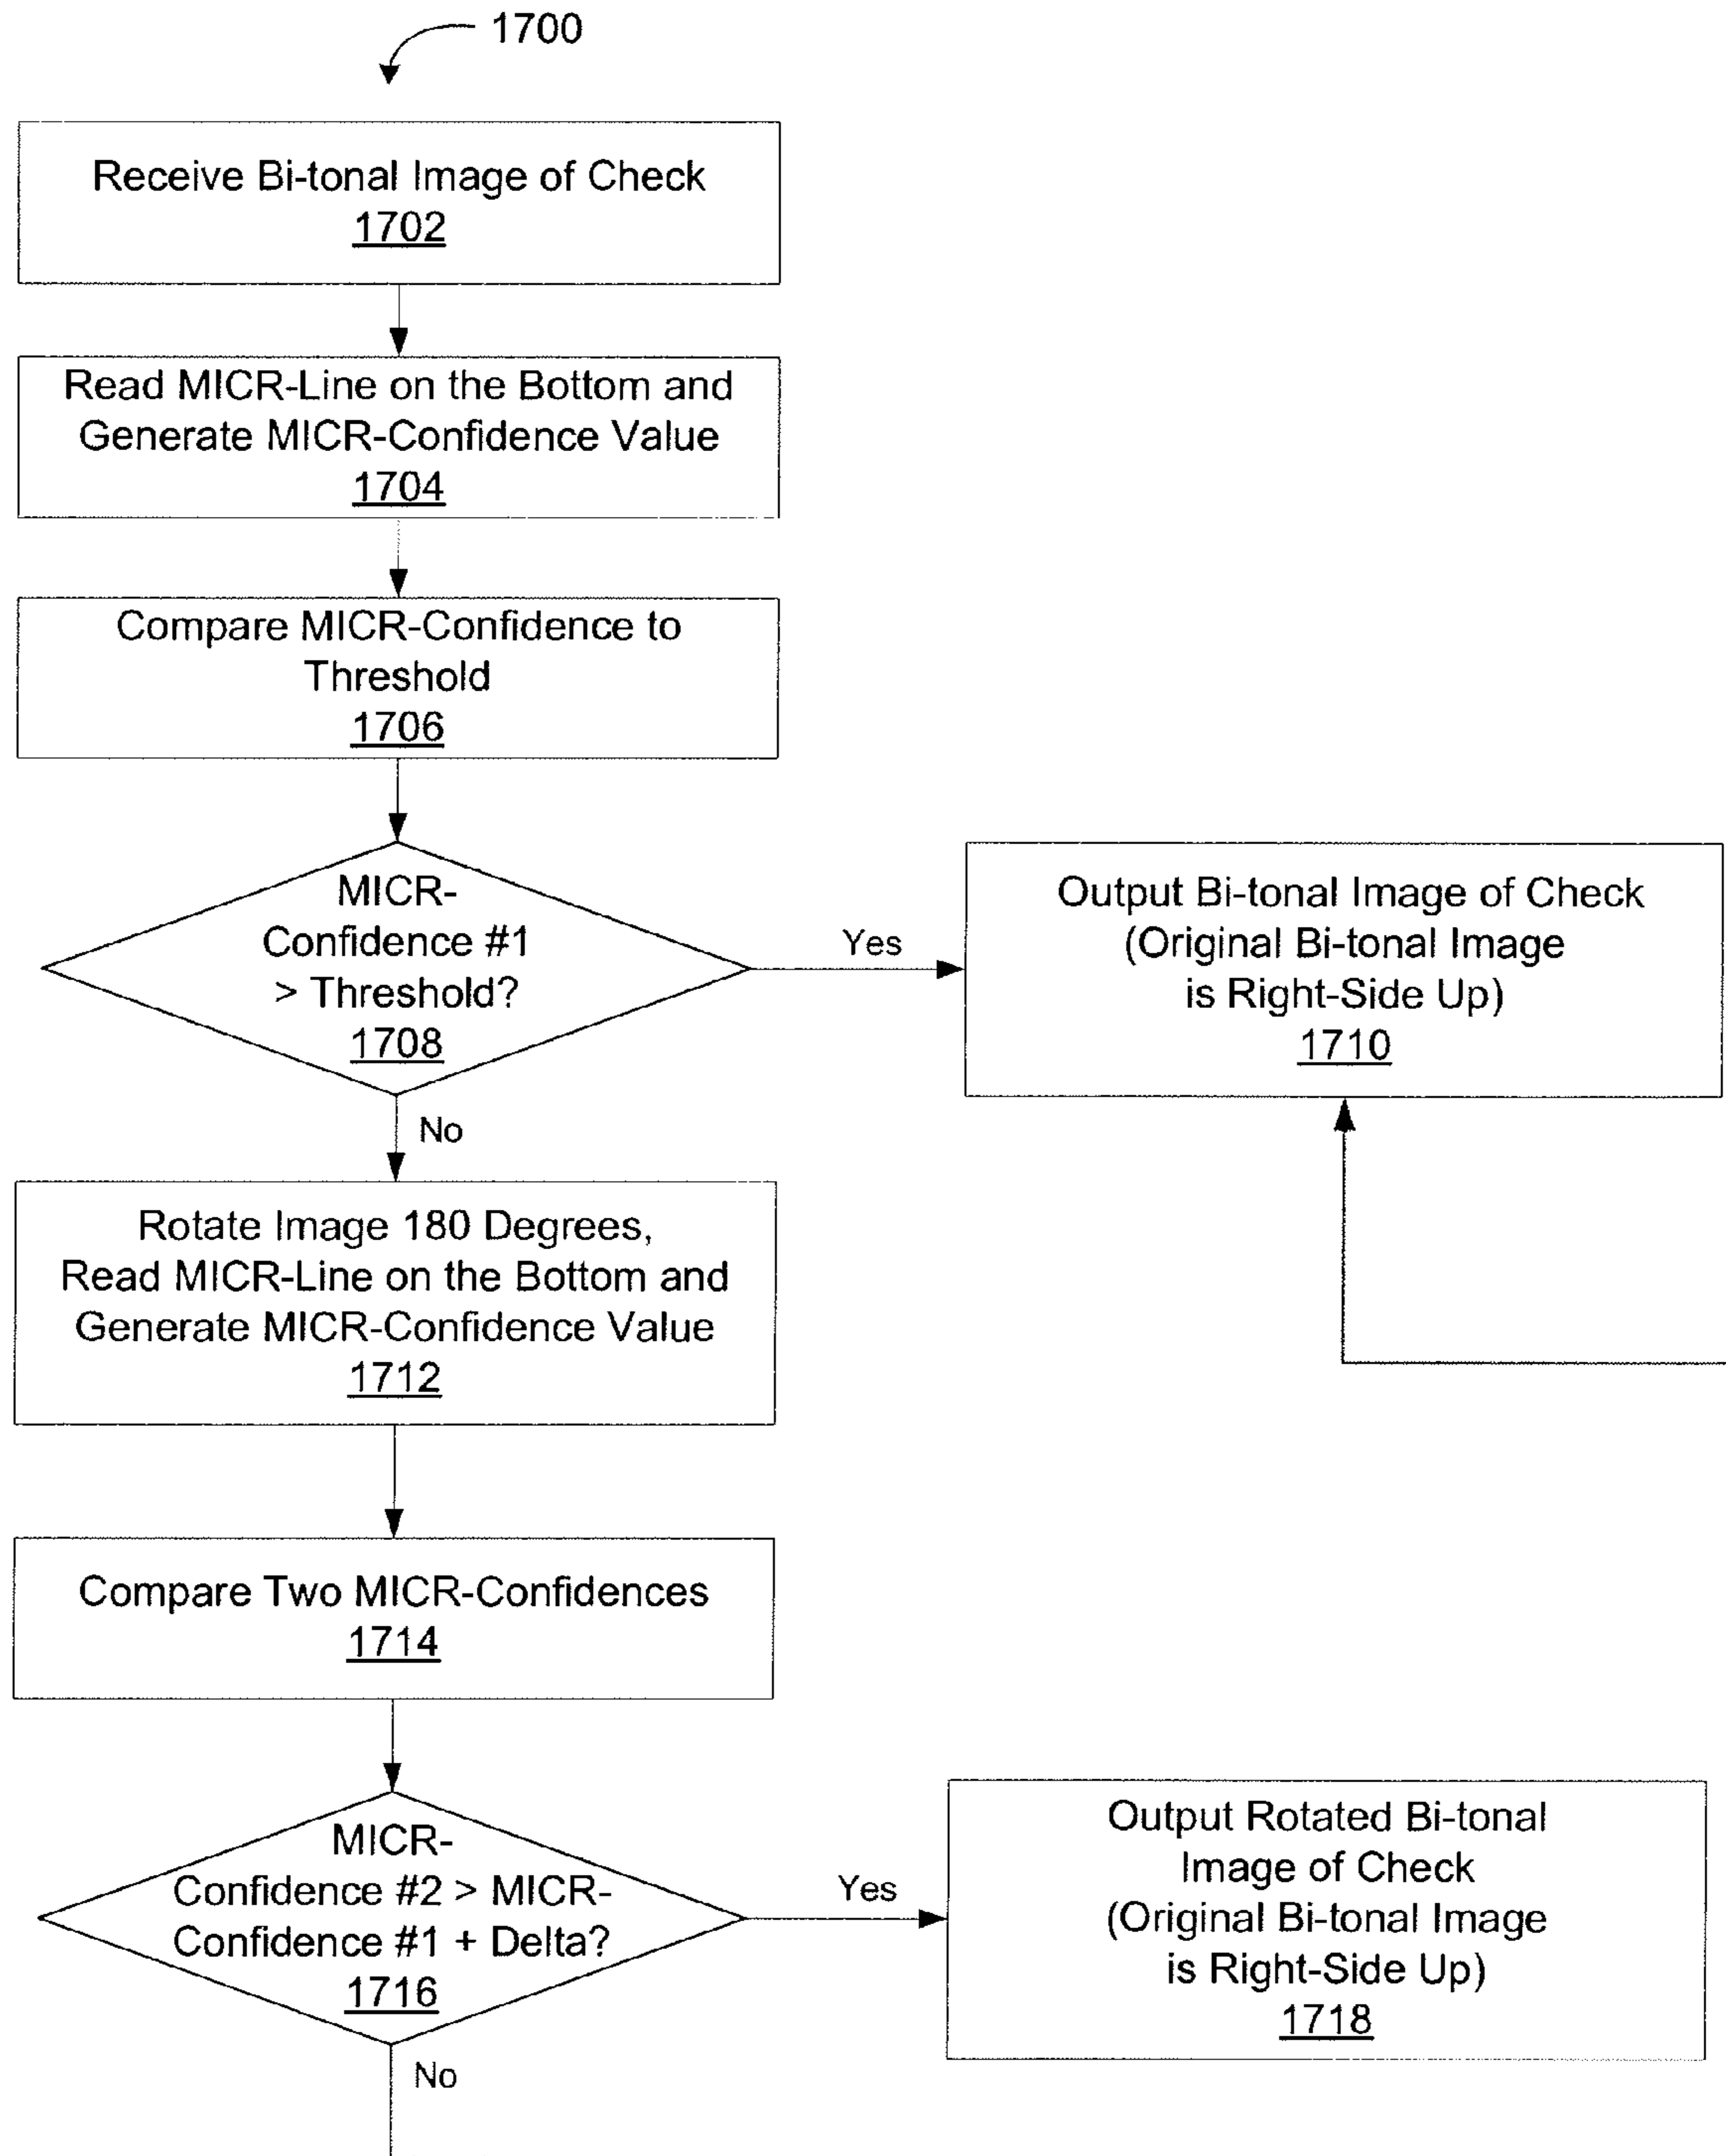 1700
Receive Bi-tonal Image of Check
1702
Read MICR-Line on the Bottom and
Generate MICR-Confidence Value
1704
Compare MICR-Confidence to
Threshold
1706
MICR-
Confidence #1
> Threshold?
1708
Yes
Output Bi-tonal Image of Check
(Original Bi-tonal Image
is Right-Side Up)
1710
No
Rotate Image 180 Degrees,
Read MICR-Line on the Bottom and
Generate MICR-Confidence Value
1712
Compare Two MICR-Confidences
1714
MICR-
Confidence #2 > MICR-
Confidence #1 + Delta?
1716
Yes
Output Rotated Bi-tonal
Image of Check
(Original Bi-tonal Image
is Right-Side Up)
1718
No